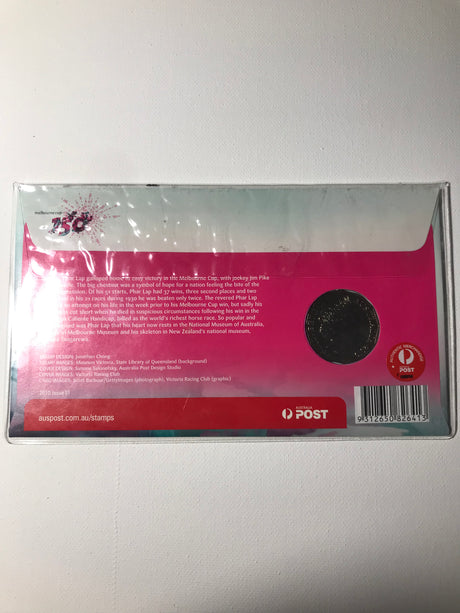 melbourne cup
150
Lap galloped home to easy victory in the Melbourne Cup, with jockey Jim Pike
The big chestnut was a symbol of hope for a nation feeling the bite of the
Of his 51 starts, Phar Lap had 37 wins, three second places and two
in his 21 races during 1930 he was beaten only twice. The revered Phar Lap
attempt on his life in the week prior to his Melbourne Cup win, but sadly his
cut short when he died in suspicious circumstances following his win in the
Caliente Handicap, billed as the world's richest horse race. So popular and
was Phar Lap that his heart now rests in the National Museum of Australia,
in Melbourne Museum and his skeleton in New Zealand's national museum,
STAMP DESIGN: Jonathan Chong
STAMP IMAGES: Museum Victoria; State Library of Queensland (background)
COVER DESIGN: Simone Sakinofsky, Australia Post Design Studio
COVER IMAGES: Victoria Racing Club
CARD IMAGES: Scott Barbour/GettyImages (photograph); Victoria Racing Club (graphic)
2010 Issue
auspost.com.au/stamps
AUSTRALIA
POST
POST
9 312650 826415